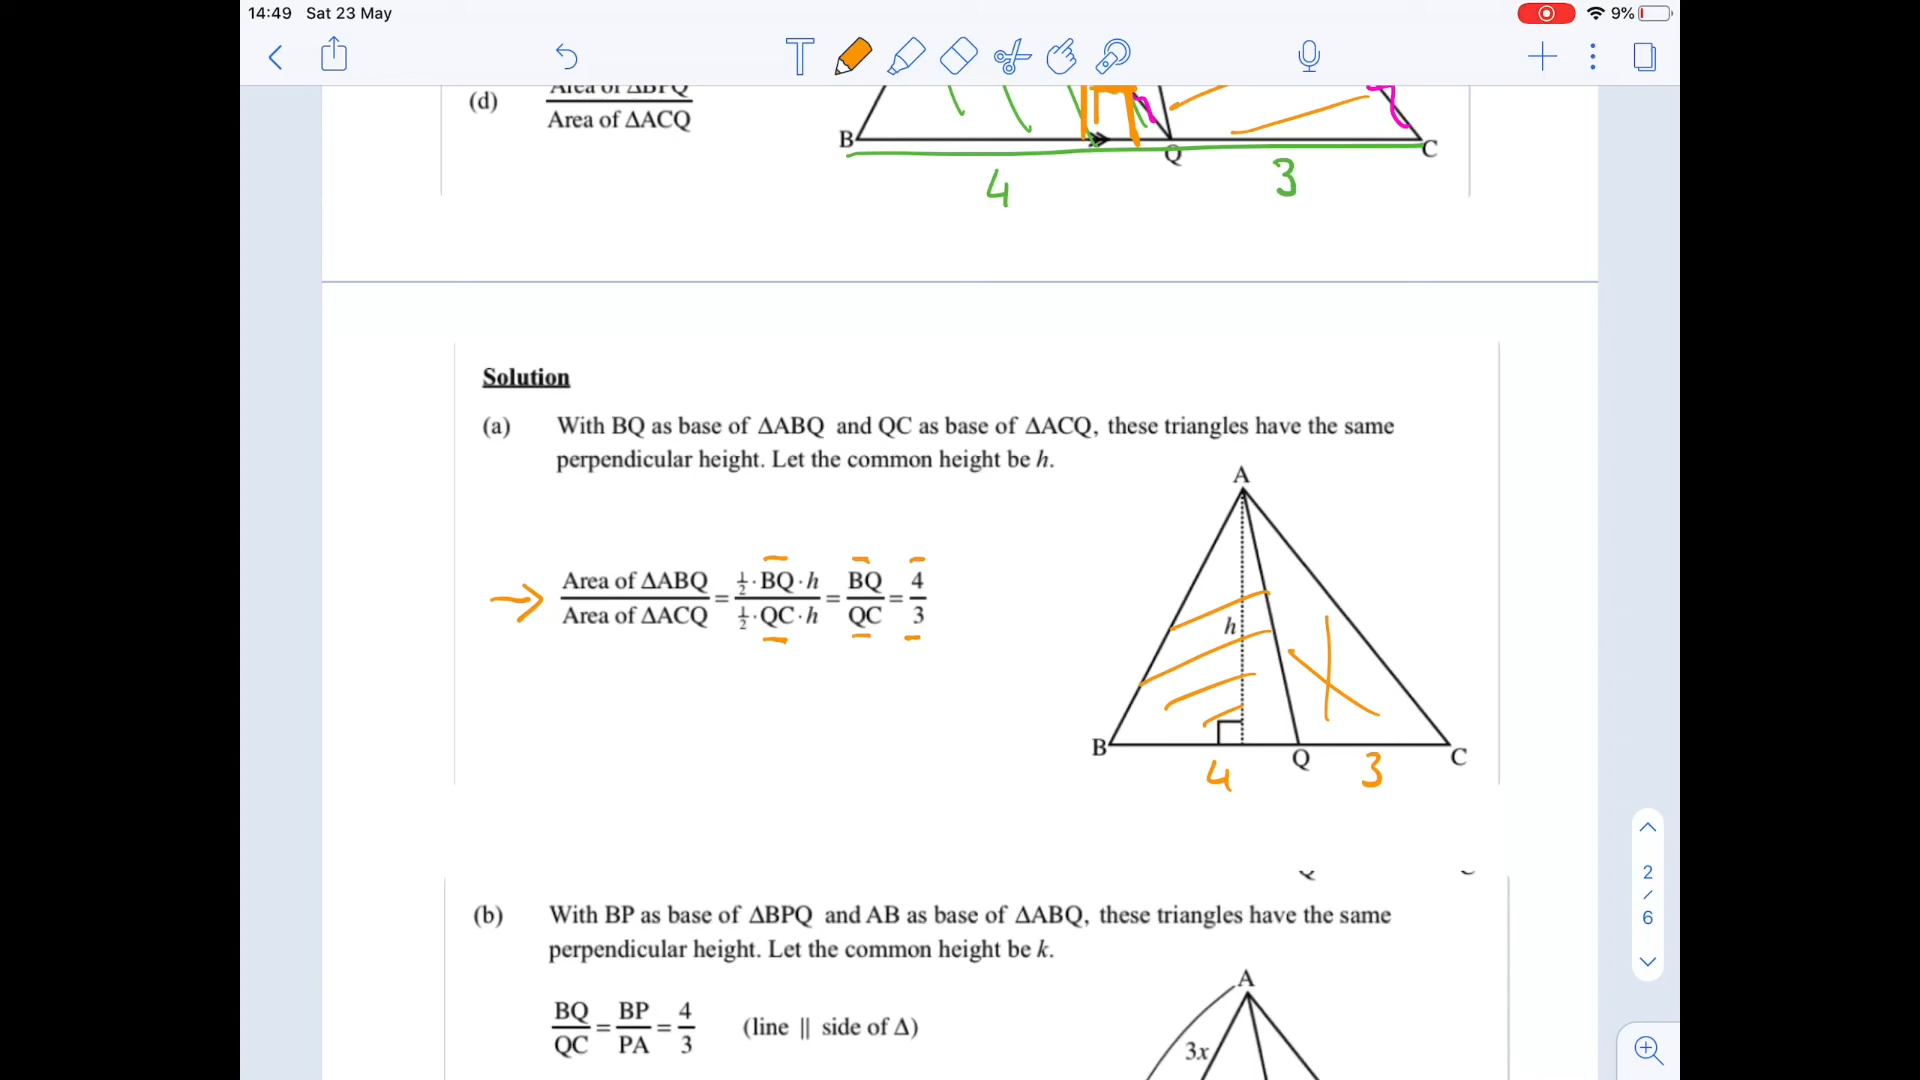 14:49 Sat 23 May
9%
T
(d) Area of ΔBPQ / Area of ΔACQ
B Q C
4 3
Solution
(a) With BQ as base of ΔABQ and QC as base of ΔACQ, these triangles have the same
perpendicular height. Let the common height be h.
A
Area of ΔABQ / Area of ΔACQ = ½·BQ·h / ½·QC·h = BQ / QC = 4 / 3
h
B Q C
4 3
(b) With BP as base of ΔBPQ and AB as base of ΔABQ, these triangles have the same
perpendicular height. Let the common height be k.
A
BQ / QC = BP / PA = 4 / 3 (line || side of Δ)
3x
2
/
6